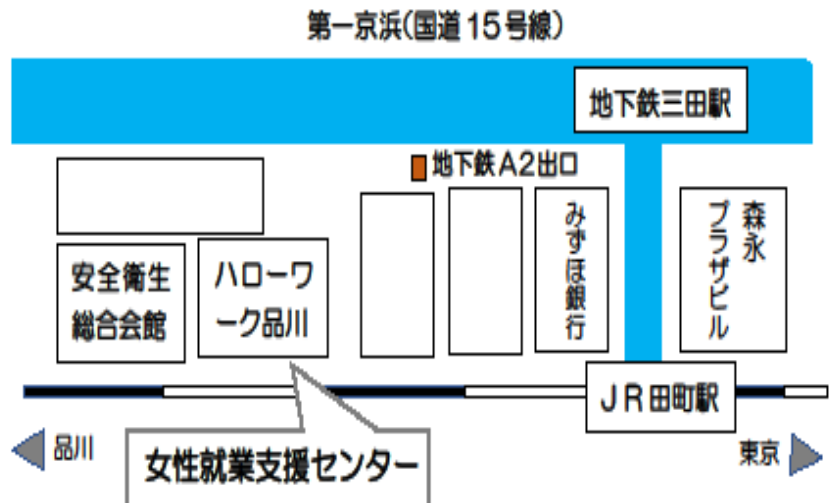 第一京浜(国道15号線)
地下鉄三田駅
地下鉄A2出口
みずほ銀行
森永
プラザビル
安全衛生
総合会館
ハローワ
ーク品川
JR田町駅
品川
東京
女性就業支援センター